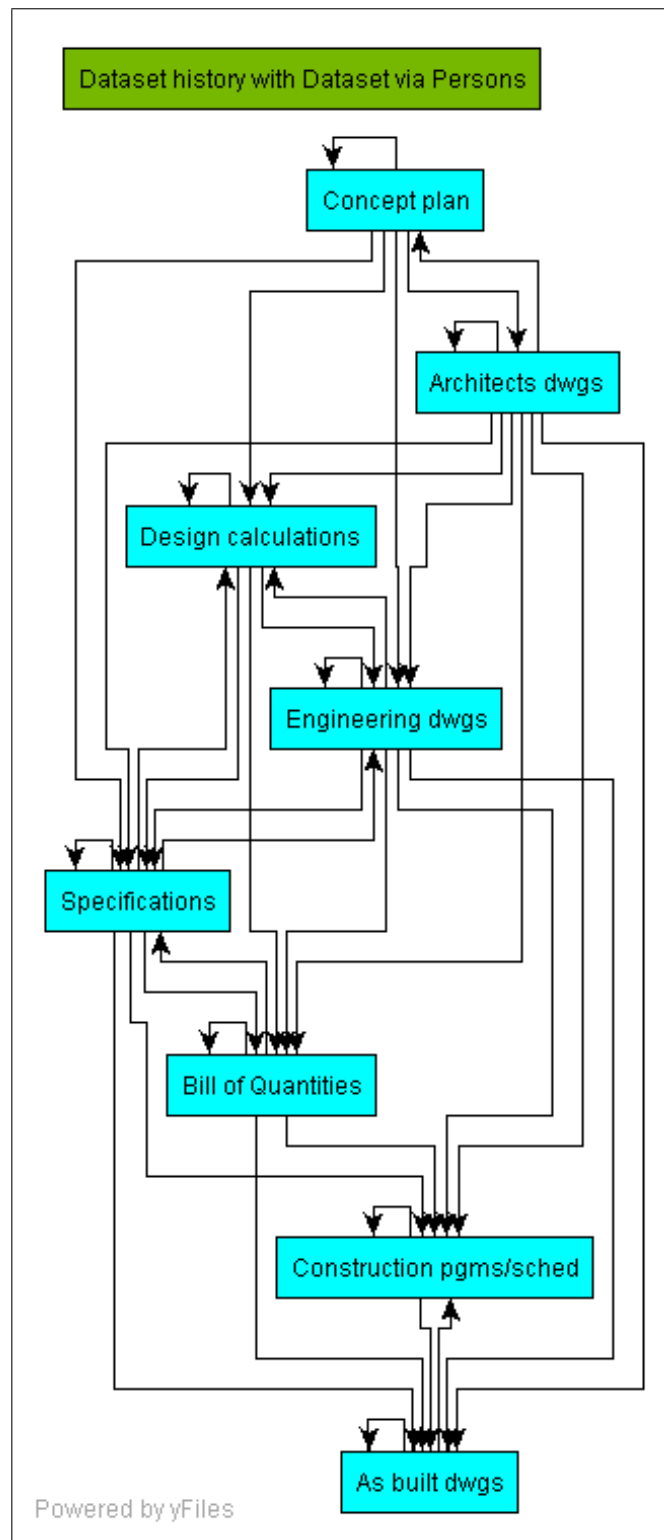 Dataset history with Dataset via Persons
Concept plan
Architects dwgs
Design calculations
Engineering dwgs
Specifications
Bill of Quantities
Construction pgms/sched
As built dwgs
Powered by yFiles